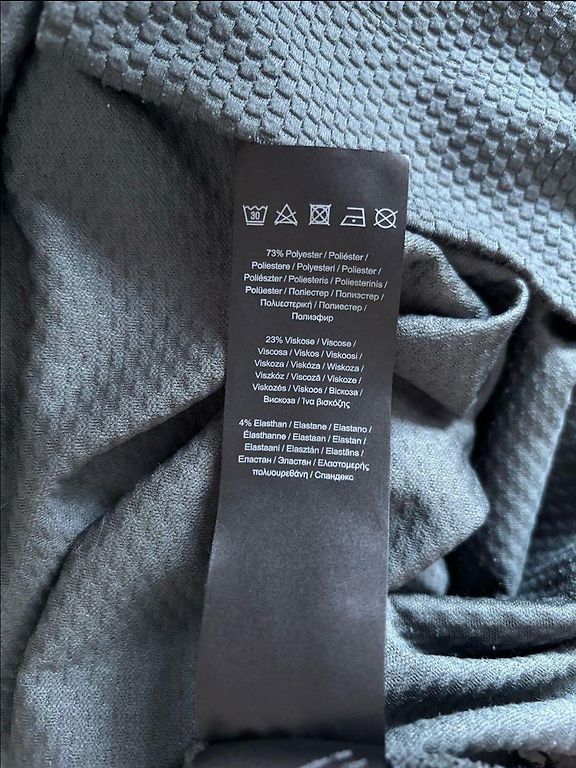 30
73% Polyester / Poliéster /
Poliestere / Polyesteri / Poliester /
Poliészter / Poliesteris / Poliesterinis /
Polüester / Поліестер / Полиэстер /
Πολυεστερική / Полиестер /
Полиэфир
23% Viskose / Viscose /
Viscosa / Viskos / Viskoosi /
Viskoza / Viskóza / Wiskoza /
Viszkóz / Viscoză / Viskoze /
Viskozės / Viskoos / Віскоза /
Вискоза / Ίνα βισκόζης
4% Elasthan / Elastane / Elastano /
Élasthanne / Elastaan / Elastan /
Elastaani / Elasztán / Elastāns /
Еластан / Эластан / Ελαστομερής
πολυουρεθάνη / Спандекс